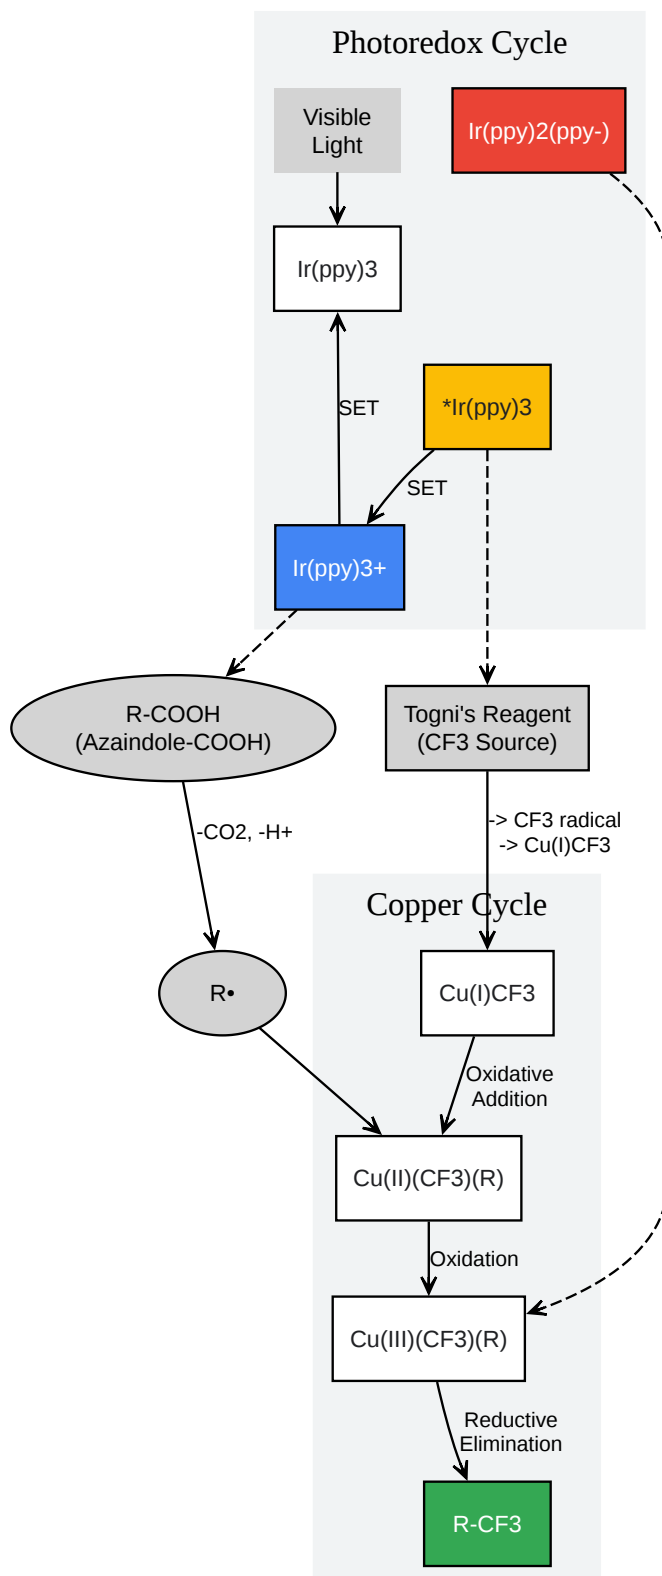 Photoredox Cycle
Visible
Light
Ir(ppy)2(ppy-)
Ir(ppy)3
SET
*Ir(ppy)3
SET
Ir(ppy)3+
R-COOH
(Azaindole-COOH)
Togni's Reagent
(CF3 Source)
-CO2, -H+
-> CF3 radical
-> Cu(I)CF3
Copper Cycle
R•
Cu(I)CF3
Oxidative
Addition
Cu(II)(CF3)(R)
Oxidation
Cu(III)(CF3)(R)
Reductive
Elimination
R-CF3